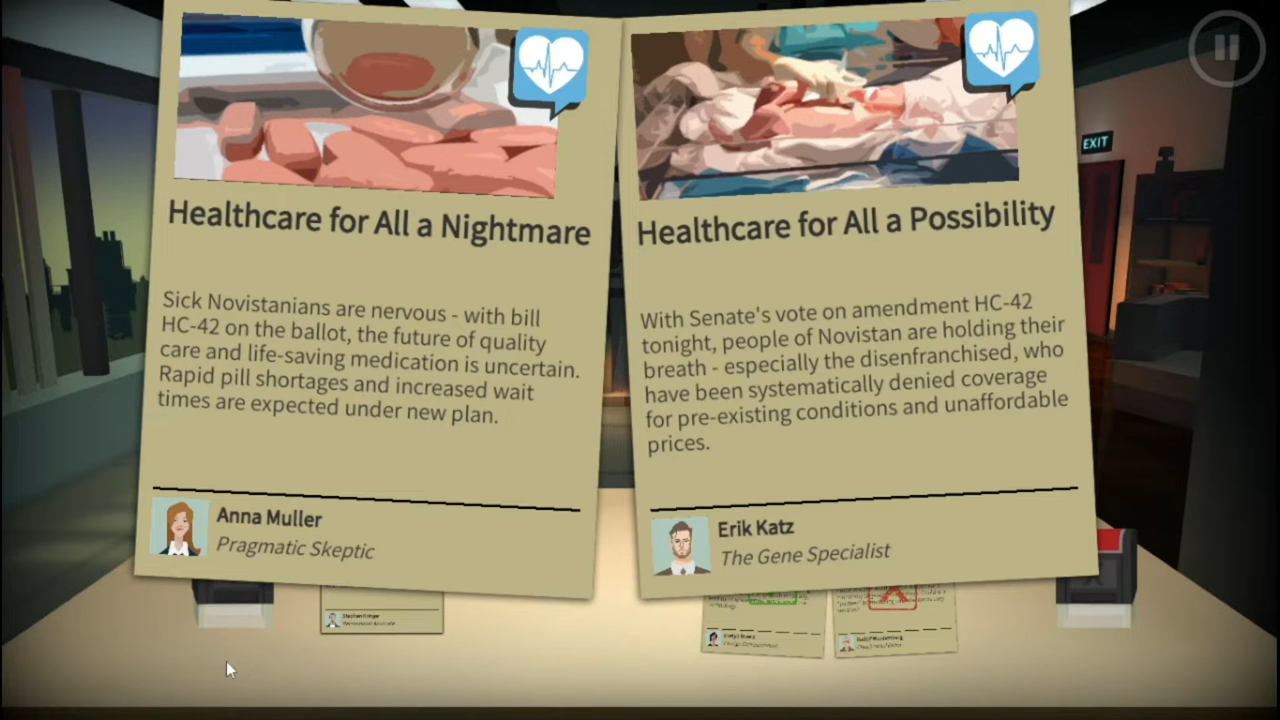 EXIT
Healthcare for All a Nightmare
Sick Novistanians are nervous - with bill
HC-42 on the ballot, the future of quality
care and life-saving medication is uncertain.
Rapid pill shortages and increased wait
times are expected under new plan.
Anna Muller
Pragmatic Skeptic
Healthcare for All a Possibility
With Senate's vote on amendment HC-42
tonight, people of Novistan are holding their
breath - especially the disenfranchised, who
have been systematically denied coverage
for pre-existing conditions and unaffordable
prices.
Erik Katz
The Gene Specialist